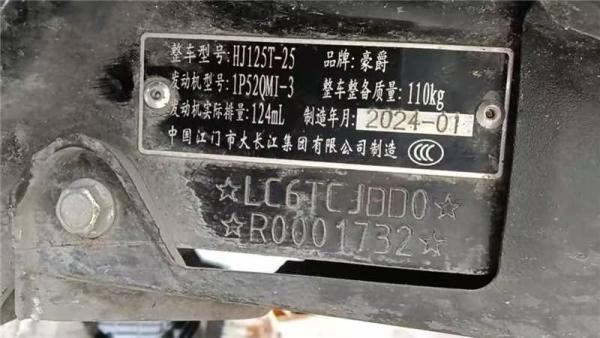 整车型号:HJ125T-25 品牌:豪爵
发动机型号:1P52QMI-3 整车整备质量:110kg
发动机实际排量:124mL 制造年月:2024-01
中国江门市大长江集团有限公司制造 CCC
☆LC6TCJDD0☆
☆R0001732☆